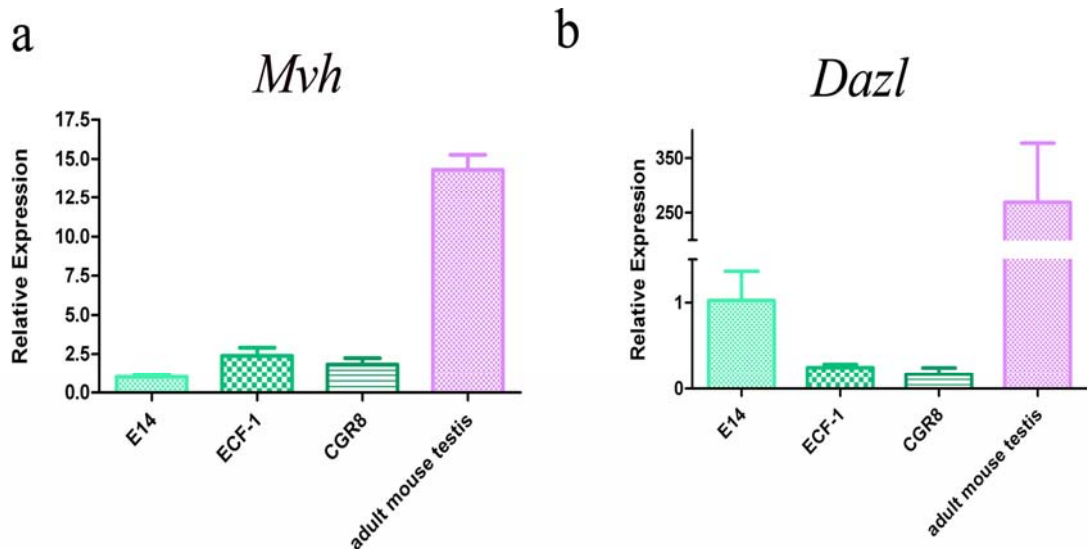 a
Mvh
Relative Expression
17.5
15.0
12.5
10.0
7.5
5.0
2.5
0.0
E14
ECF-1
CGR8
adult mouse testis
b
Dazl
Relative Expression
350
250
1
0
E14
ECF-1
CGR8
adult mouse testis